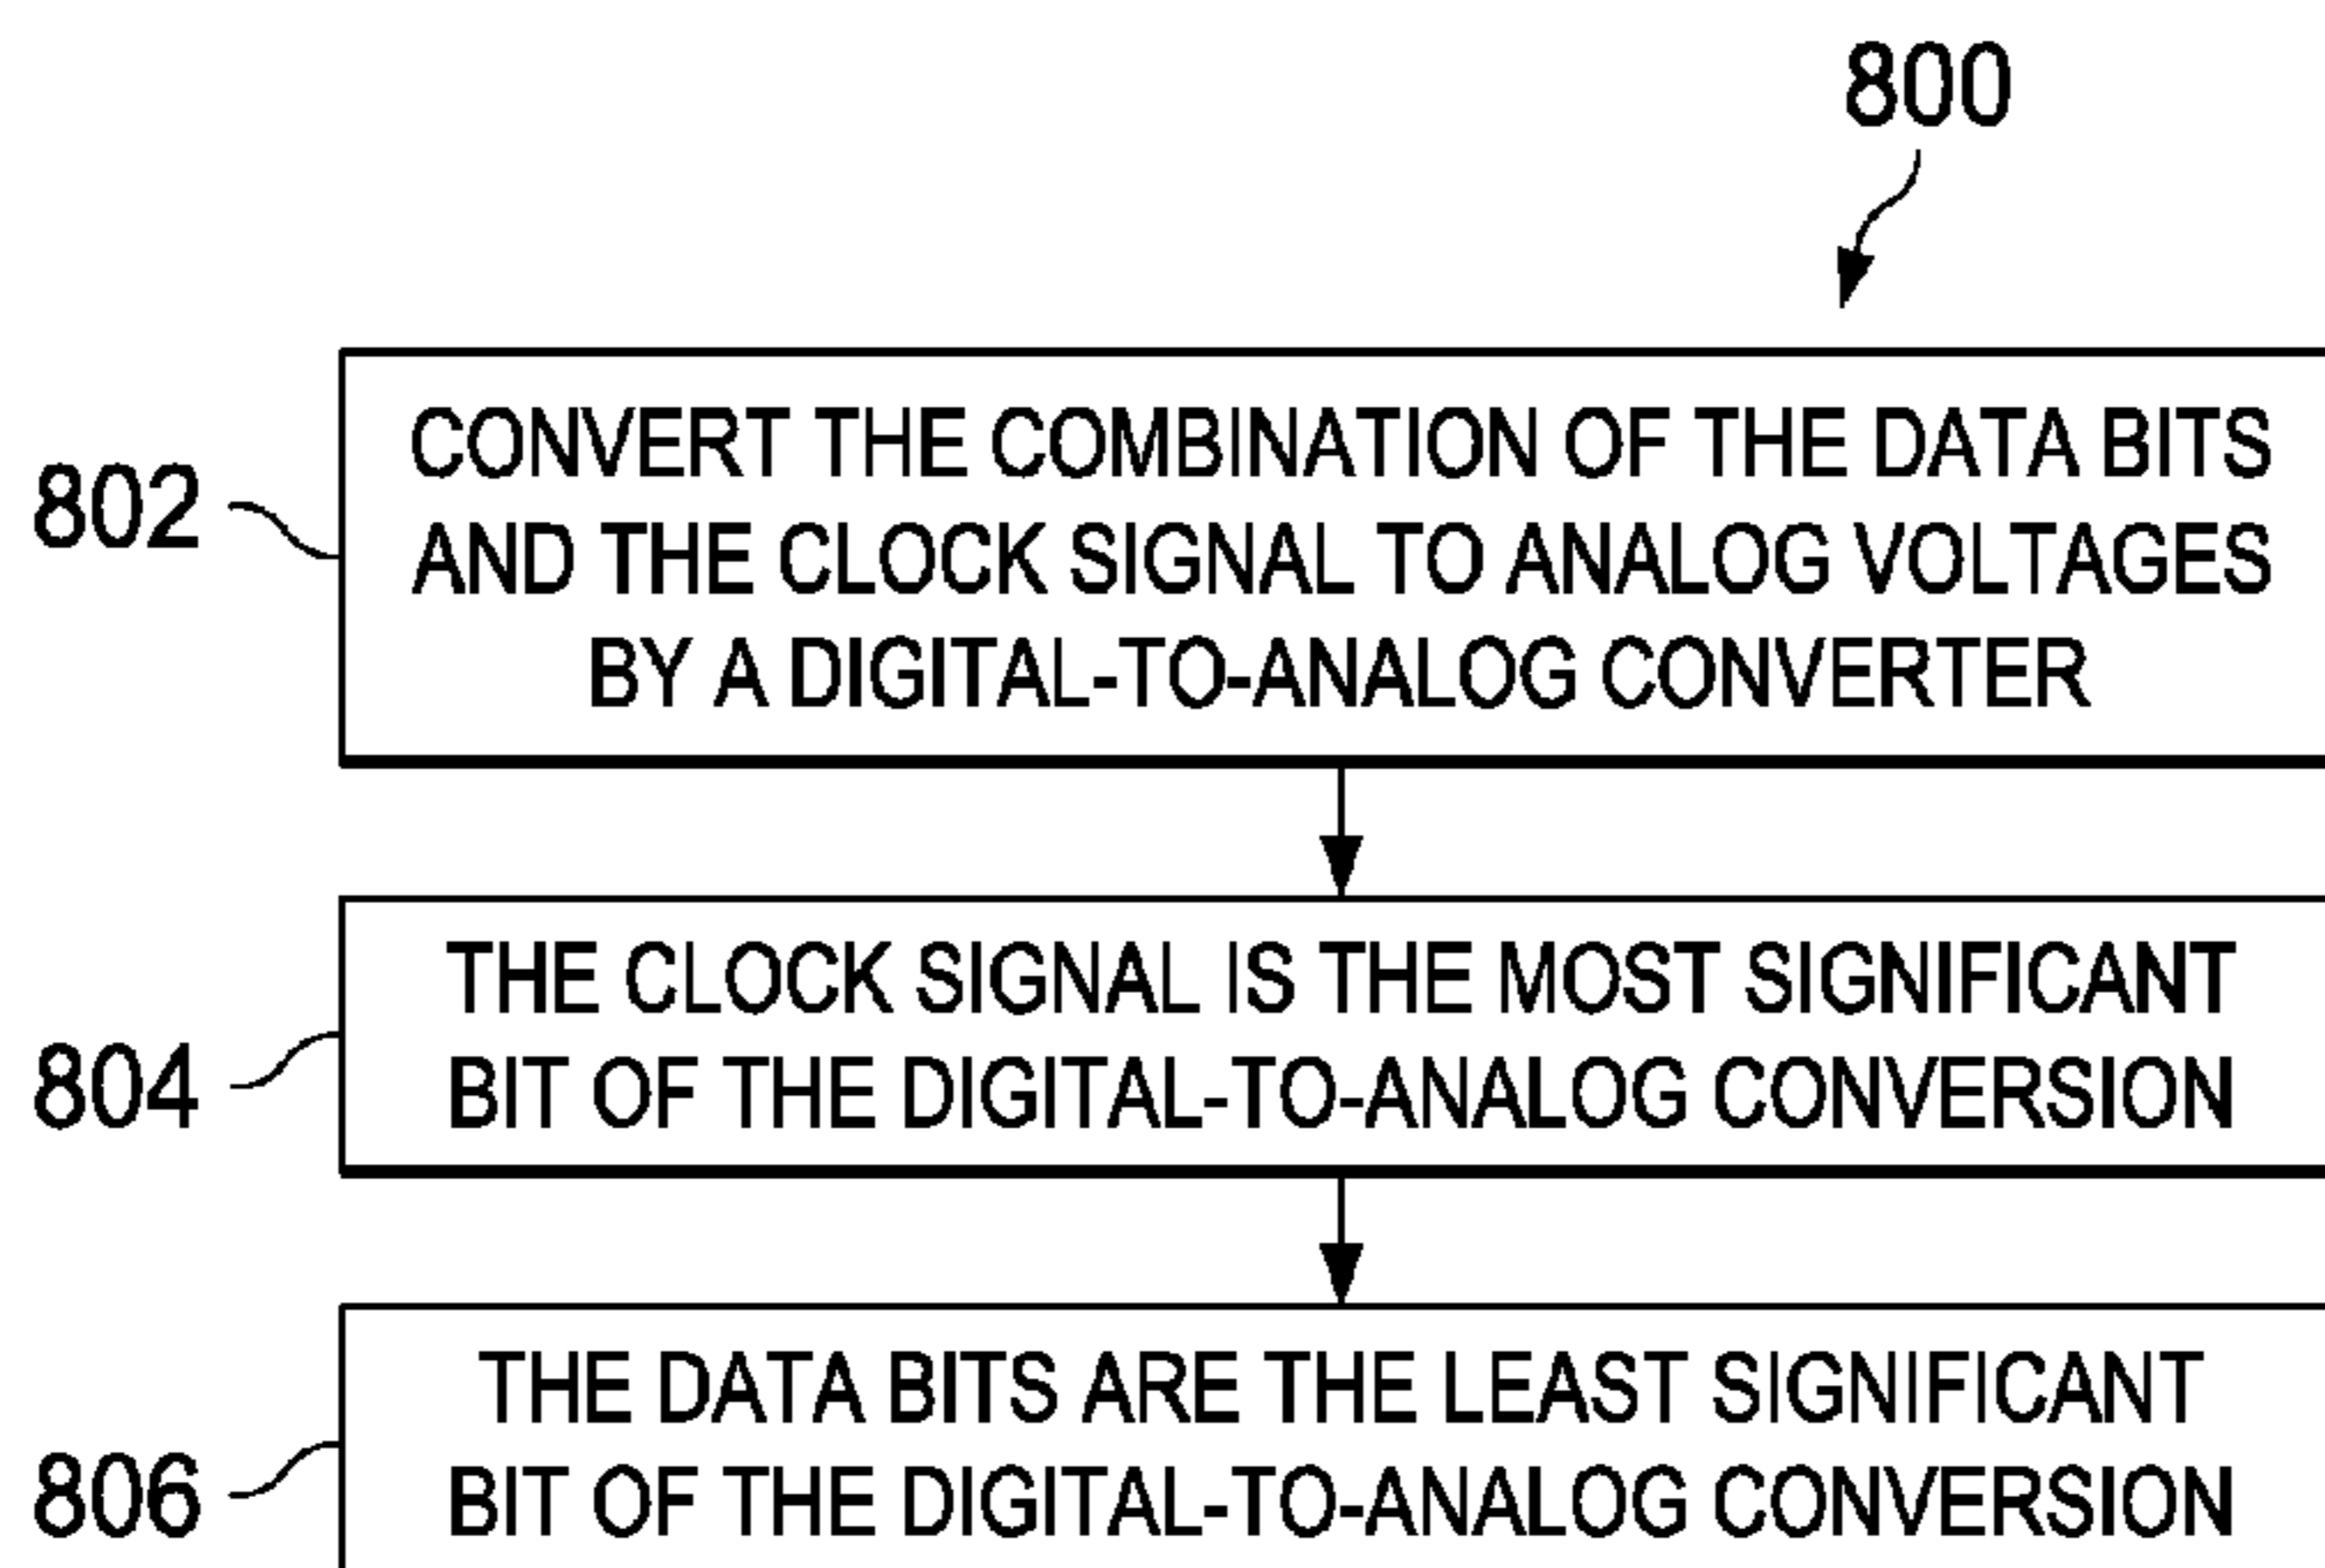 800
802
CONVERT THE COMBINATION OF THE DATA BITS
AND THE CLOCK SIGNAL TO ANALOG VOLTAGES
BY A DIGITAL-TO-ANALOG CONVERTER
804
THE CLOCK SIGNAL IS THE MOST SIGNIFICANT
BIT OF THE DIGITAL-TO-ANALOG CONVERSION
806
THE DATA BITS ARE THE LEAST SIGNIFICANT
BIT OF THE DIGITAL-TO-ANALOG CONVERSION